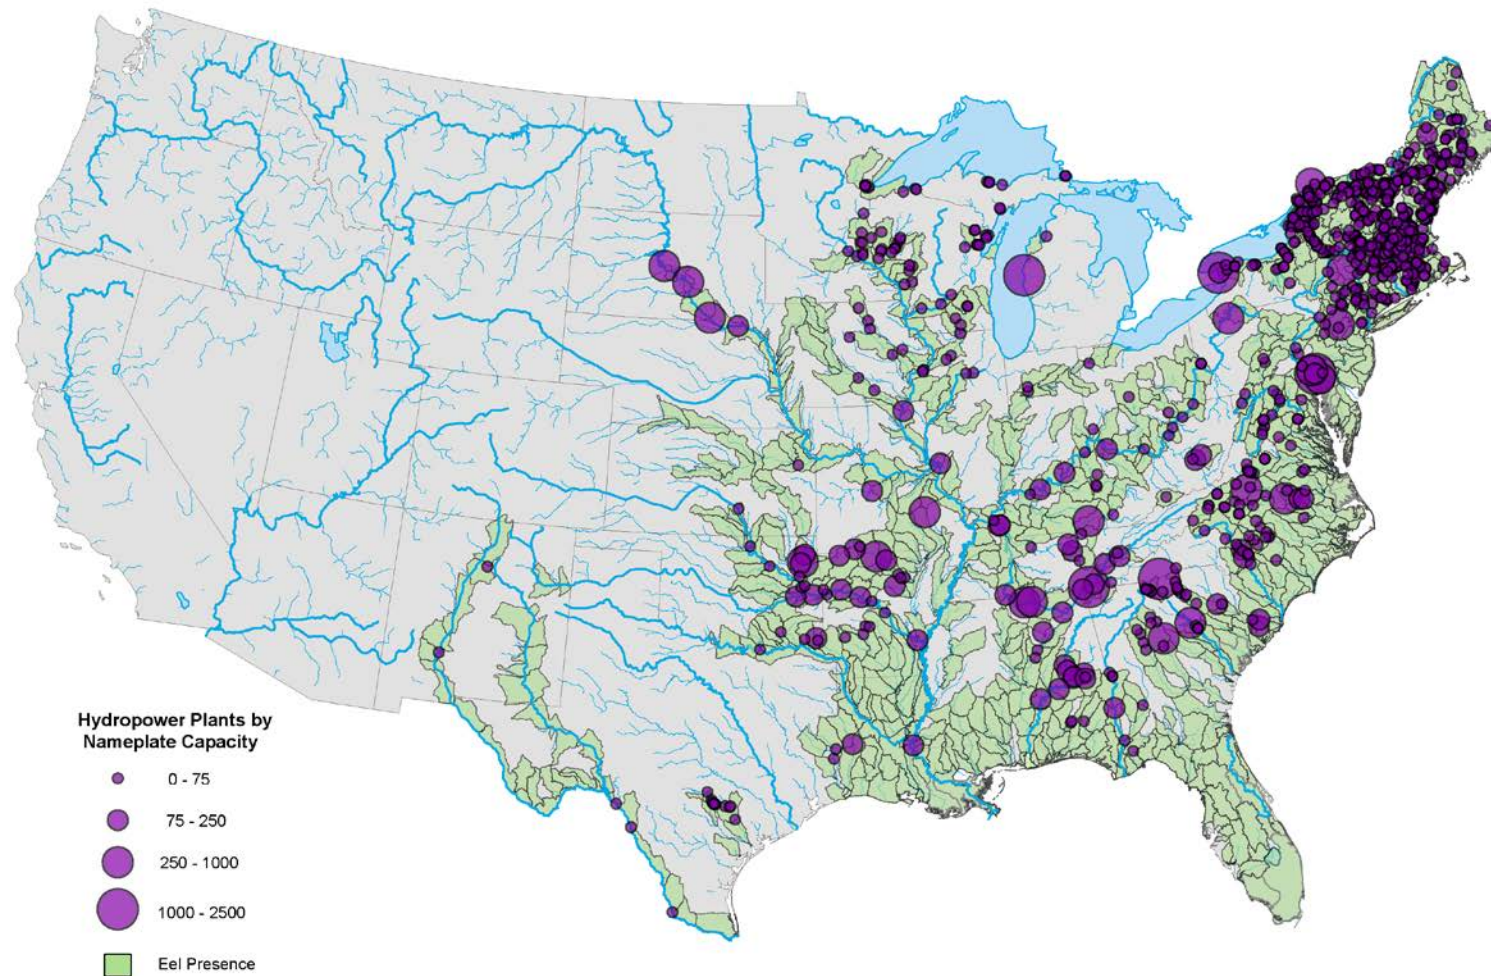 Hydropower Plants by
Nameplate Capacity
0 - 75
75 - 250
250 - 1000
1000 - 2500
Eel Presence